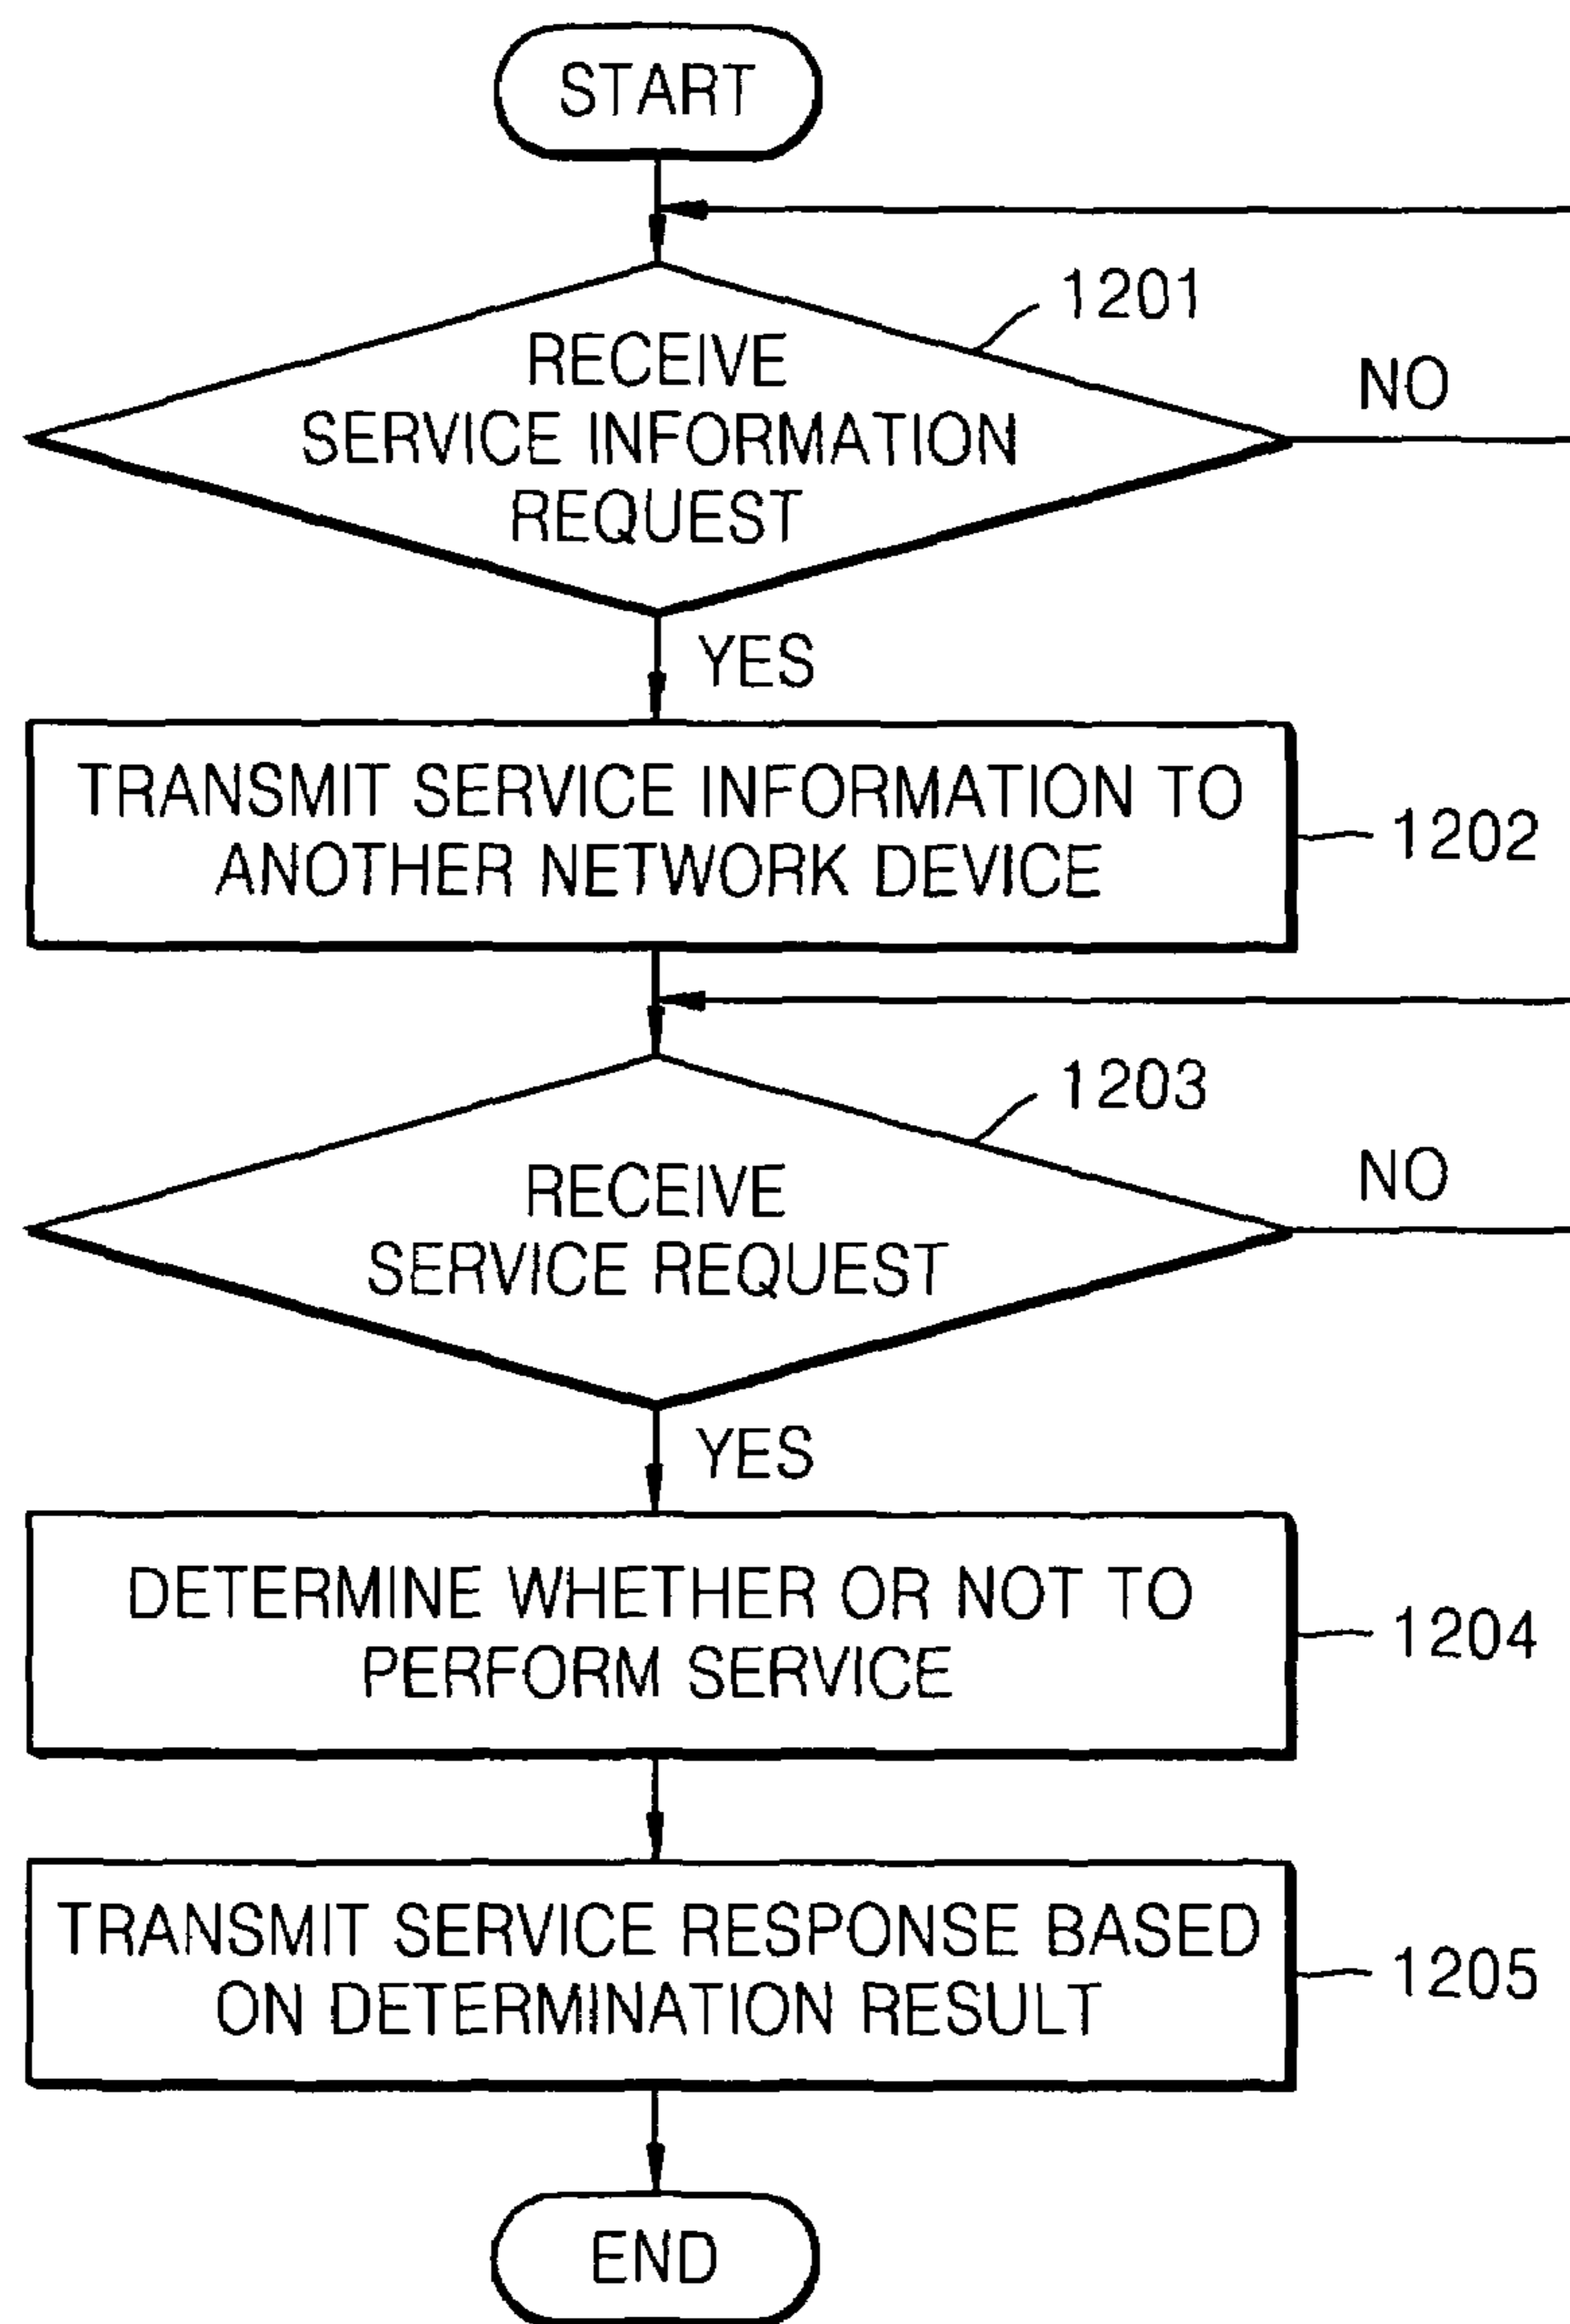 START
1201
RECEIVE
SERVICE INFORMATION
REQUEST
NO
YES
TRANSMIT SERVICE INFORMATION TO
ANOTHER NETWORK DEVICE
1202
1203
RECEIVE
SERVICE REQUEST
NO
YES
DETERMINE WHETHER OR NOT TO
PERFORM SERVICE
1204
TRANSMIT SERVICE RESPONSE BASED
ON DETERMINATION RESULT
1205
END